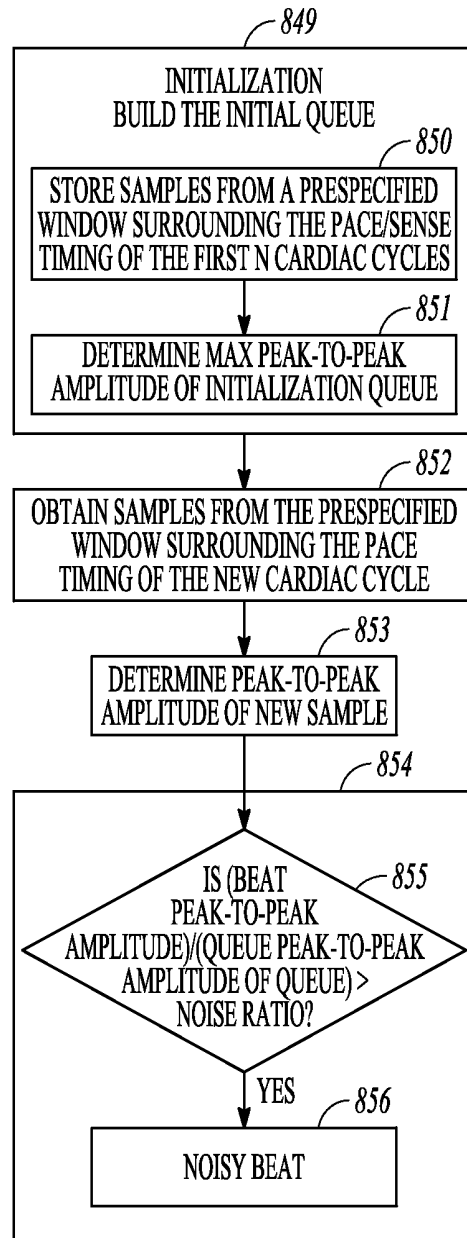 849
INITIALIZATION
BUILD THE INITIAL QUEUE
850
STORE SAMPLES FROM A PRESPECIFIED
WINDOW SURROUNDING THE PACE/SENSE
TIMING OF THE FIRST N CARDIAC CYCLES
851
DETERMINE MAX PEAK-TO-PEAK
AMPLITUDE OF INITIALIZATION QUEUE
852
OBTAIN SAMPLES FROM THE PRESPECIFIED
WINDOW SURROUNDING THE PACE
TIMING OF THE NEW CARDIAC CYCLE
853
DETERMINE PEAK-TO-PEAK
AMPLITUDE OF NEW SAMPLE
854
855
IS (BEAT
PEAK-TO-PEAK
AMPLITUDE)/(QUEUE PEAK-TO-PEAK
AMPLITUDE OF QUEUE) >
NOISE RATIO?
YES
856
NOISY BEAT